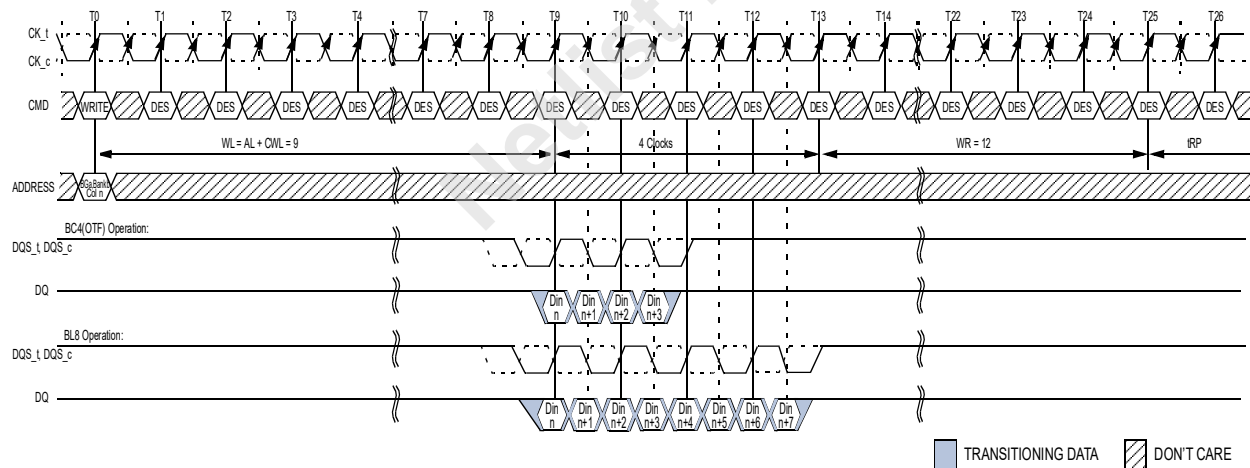 T0 T1 T2 T3 T4 T7 T8 T9 T10 T11 T12 T13 T14 T22 T23 T24 T25 T26
CK_t
CK_c
CMD WRITE DES DES DES DES DES DES DES DES DES DES DES DES DES DES DES DES DES
WL = AL + CWL = 9 4 Clocks WR = 12 tRP
ADDRESS
Col n
BC4(OTF) Operation:
DQS_t, DQS_c
DQ Din n Din n+1 Din n+2 Din n+3
BL8 Operation:
DQS_t, DQS_c
DQ Din n Din n+1 Din n+2 Din n+3 Din n+4 Din n+5 Din n+6 Din n+7
TRANSITIONING DATA DON'T CARE
Netlist